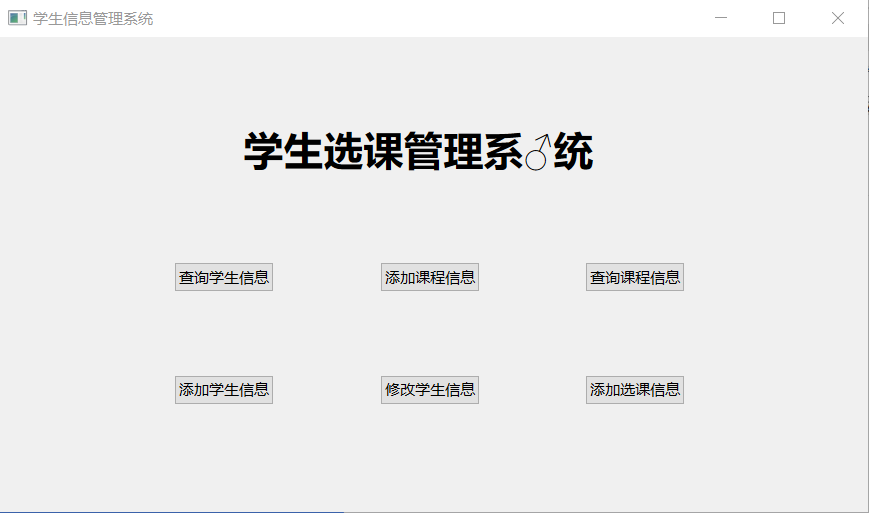 学生信息管理系统
学生选课管理系♂统
查询学生信息 添加课程信息 查询课程信息
添加学生信息 修改学生信息 添加选课信息